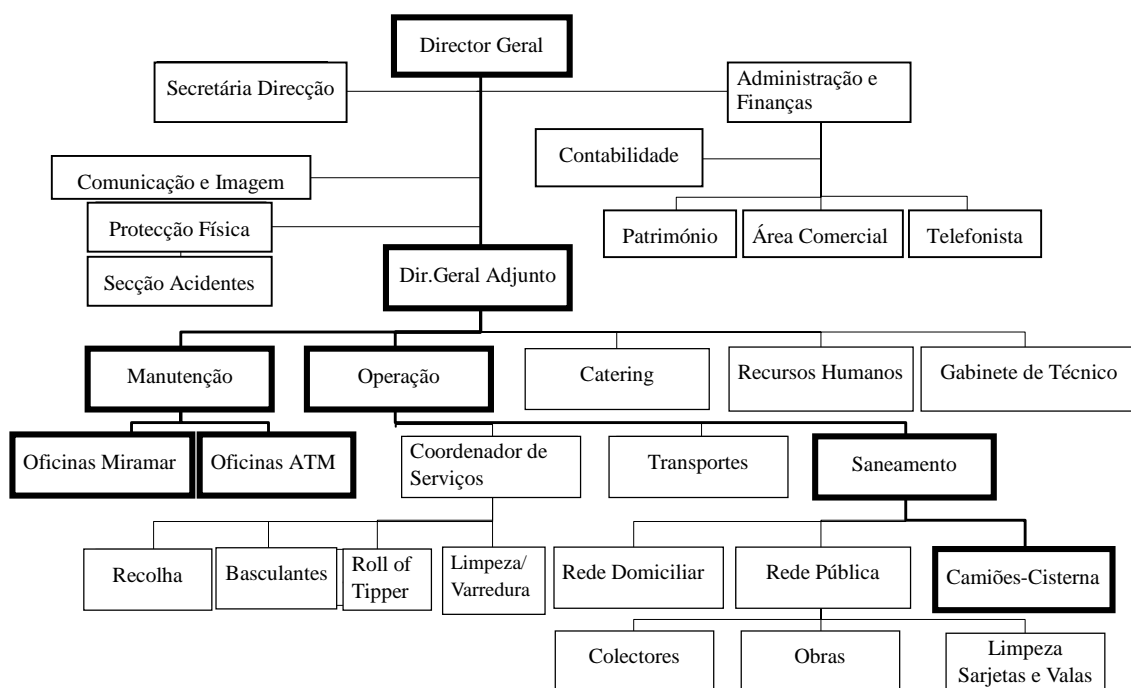 Director Geral
Secretária Direcção
Administração e
Finanças
Contabilidade
Comunicação e Imagem
Património
Área Comercial
Telefonista
Protecção Física
Secção Acidentes
Dir.Geral Adjunto
Manutenção
Operação
Catering
Recursos Humanos
Gabinete de Técnico
Oficinas Miramar
Oficinas ATM
Coordenador de
Serviços
Transportes
Saneamento
Recolha
Basculantes
Roll of
Tipper
Limpeza/
Varredura
Rede Domiciliar
Rede Pública
Camiões-Cisterna
Colectores
Obras
Limpeza
Sarjetas e Valas